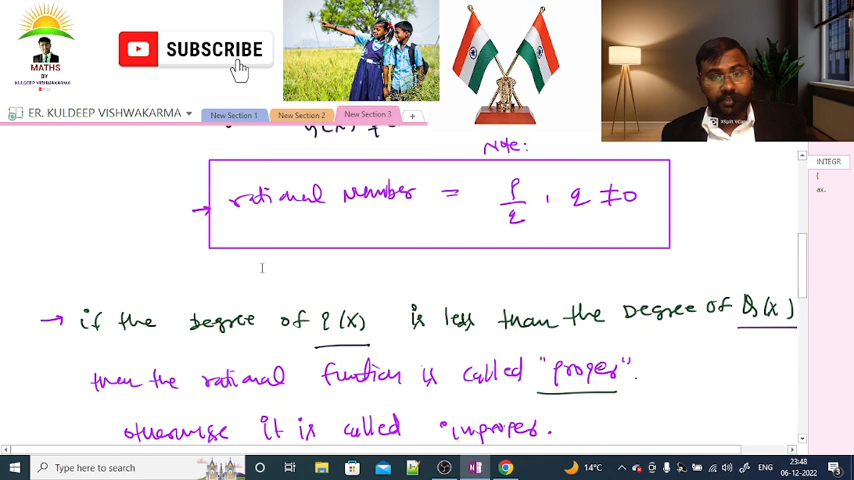 MATHS
BY
KULDEEP VISHWAKARMA
SUBSCRIBE
ER. KULDEEP VISHWAKARMA
New Section 1
New Section 2
New Section 3
INTEGR
Note:
→ rational Number = p/q , q ≠0
→ if the Degree of P(x) is less than the Degree of Q(x)
then the rational function is called "proper".
otherwise it is called "improper.
Type here to search
14°C
ENG
23:48
06-12-2022